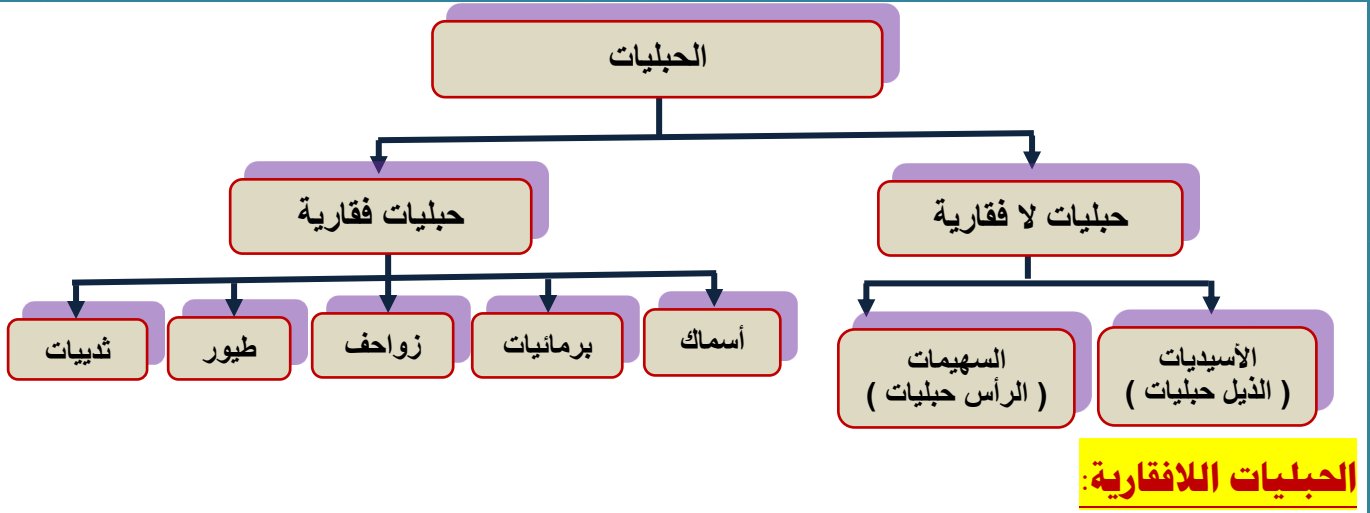 الحبليات
حبليات لا فقارية
حبليات فقارية
الأسيديات
( الذيل حبليات )
السهيمات
( الرأس حبليات )
أسماك
برمائيات
زواحف
طيور
ثدييات
الحبليات اللافقارية: